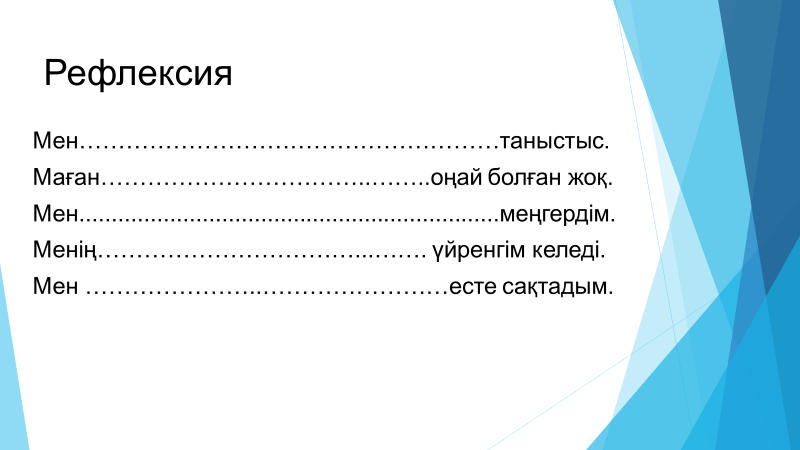 Рефлексия
Мен……………………………………………таныстыс.
Маған……………………………..……..оңай болған жоқ.
Мен.................................................................меңгердім.
Менің……………………………...……. үйренгім келеді.
Мен …………………..……………………есте сақтадым.